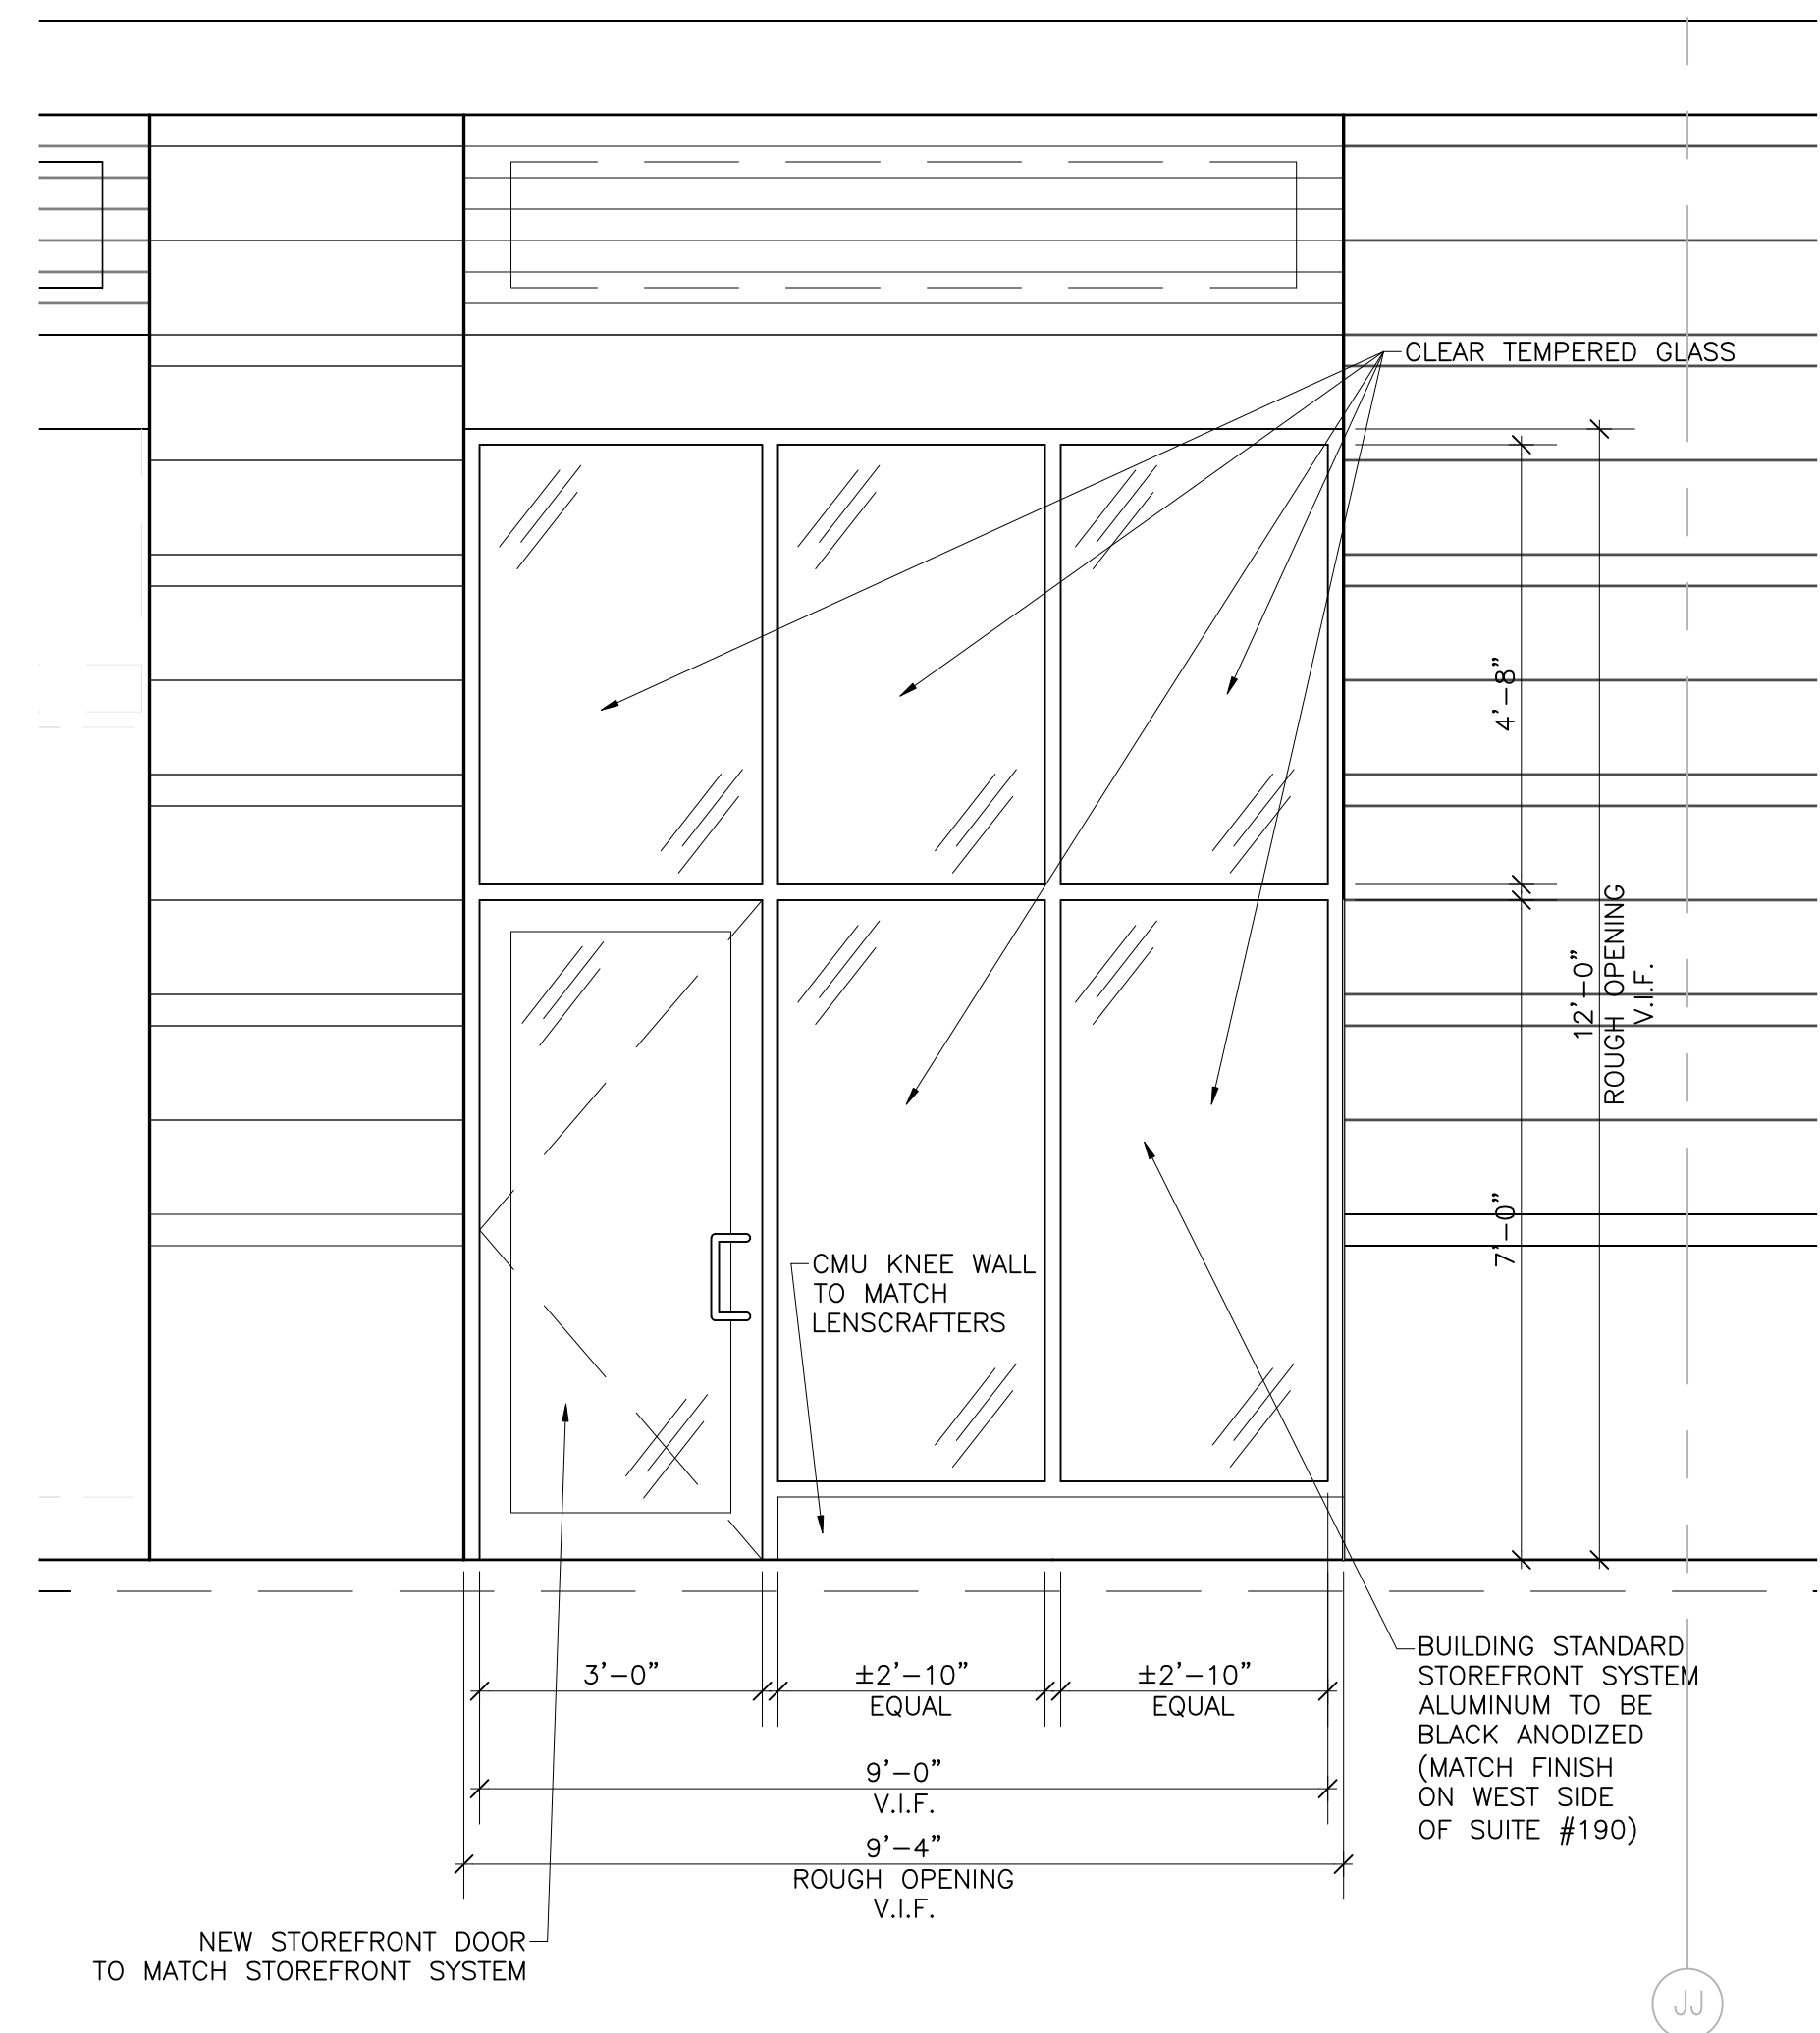 CLEAR TEMPERED GLASS
4'-8"
12'-0"
ROUGH OPENING
V.I.F.
7'-0"
CMU KNEE WALL
TO MATCH
LENSCRAFTERS
BUILDING STANDARD
STOREFRONT SYSTEM
ALUMINUM TO BE
BLACK ANODIZED
(MATCH FINISH
ON WEST SIDE
OF SUITE #190)
3'-0"
±2'-10"
EQUAL
±2'-10"
EQUAL
9'-0"
V.I.F.
9'-4"
ROUGH OPENING
V.I.F.
NEW STOREFRONT DOOR
TO MATCH STOREFRONT SYSTEM
JJ